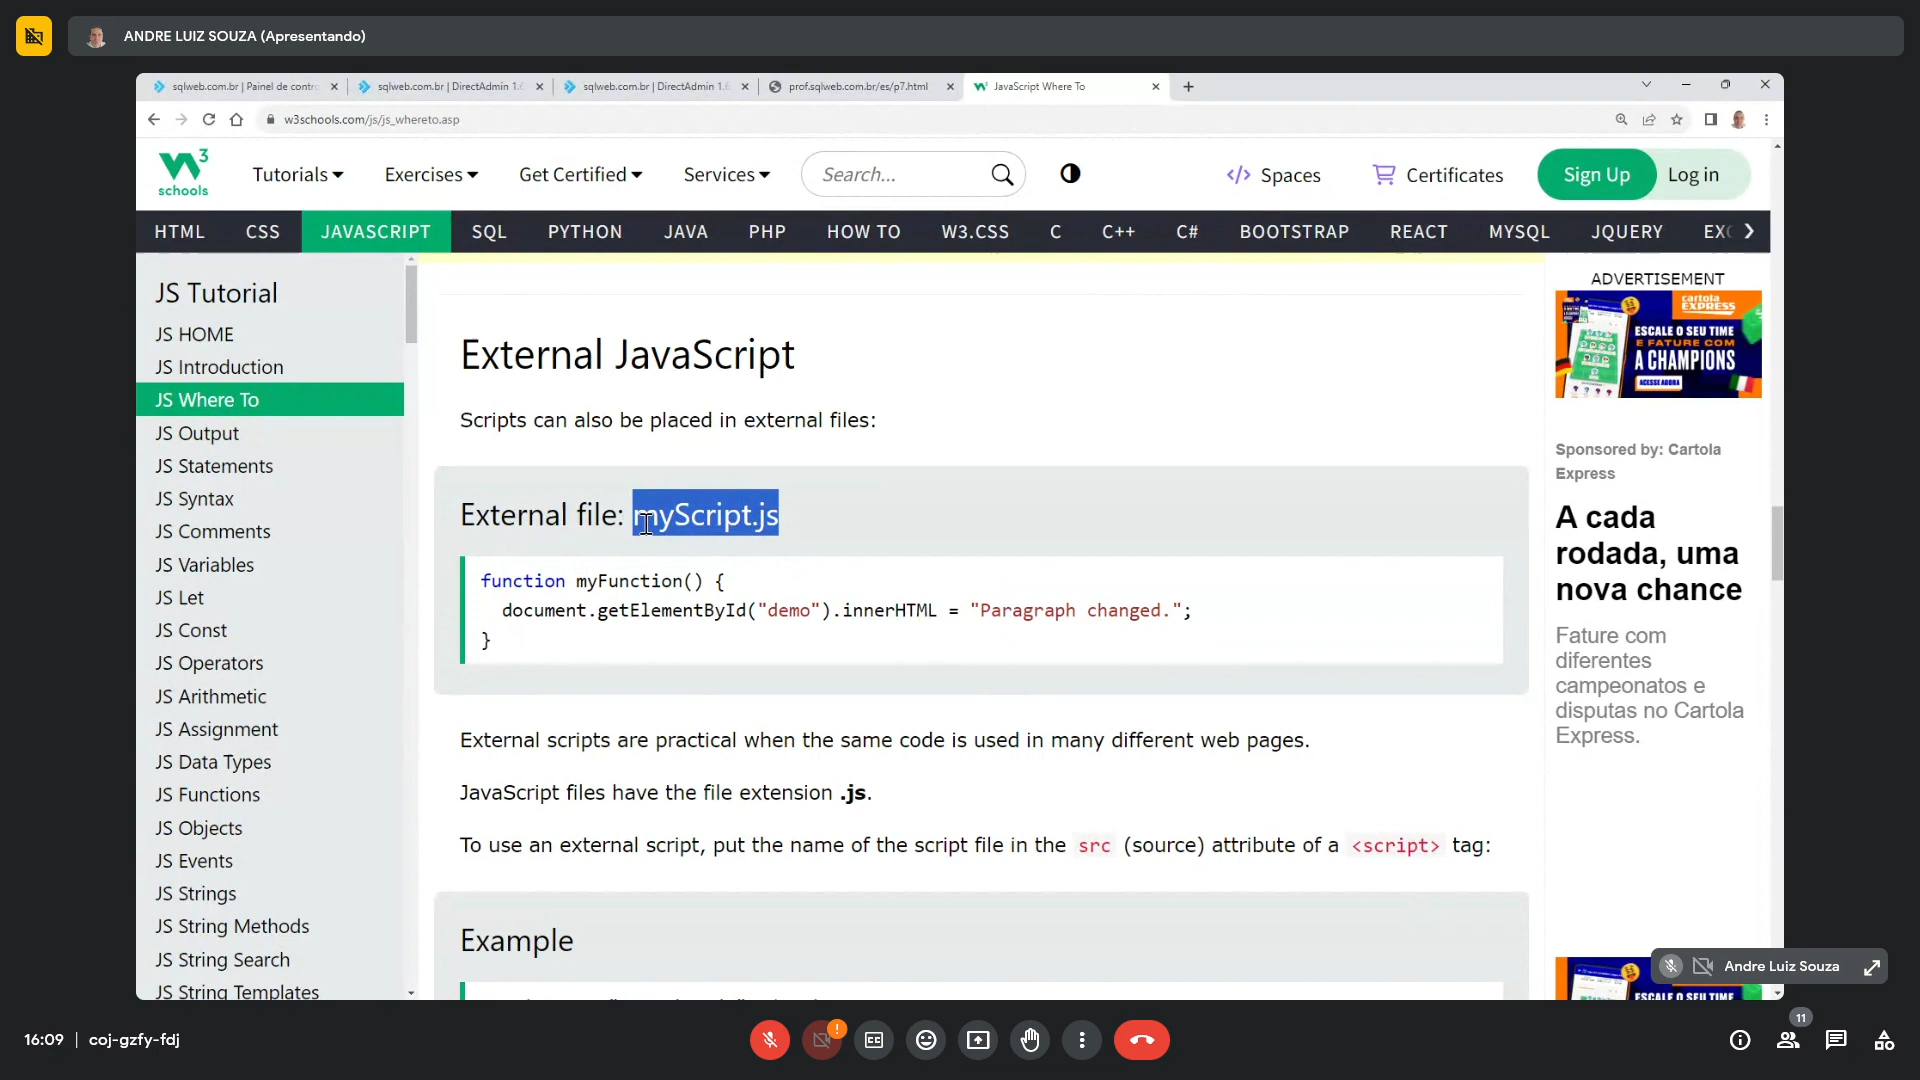 ANDRE LUIZ SOUZA (Apresentando)
sqlweb.com.br | Painel de contr
sqlweb.com.br | DirectAdmin 1.6
sqlweb.com.br | DirectAdmin 1.6
prof.sqlweb.com.br/es/p7.html
JavaScript Where To
w3schools.com/js/js_whereto.asp
W3 schools
Tutorials
Exercises
Get Certified
Services
Search...
Spaces
Certificates
Sign Up
Log in
HTML CSS JAVASCRIPT SQL PYTHON JAVA PHP HOW TO W3.CSS C C++ C# BOOTSTRAP REACT MYSQL JQUERY EXC
JS Tutorial
JS HOME
JS Introduction
JS Where To
JS Output
JS Statements
JS Syntax
JS Comments
JS Variables
JS Let
JS Const
JS Operators
JS Arithmetic
JS Assignment
JS Data Types
JS Functions
JS Objects
JS Events
JS Strings
JS String Methods
JS String Search
JS String Templates
External JavaScript
Scripts can also be placed in external files:
External file: myScript.js
function myFunction() {
document.getElementById("demo").innerHTML = "Paragraph changed.";
}
External scripts are practical when the same code is used in many different web pages.
JavaScript files have the file extension .js.
To use an external script, put the name of the script file in the src (source) attribute of a <script> tag:
Example
ADVERTISEMENT
cartola EXPRESS
ESCALE O SEU TIME
E FATURE COM
A CHAMPIONS
ACESSE AGORA
Sponsored by: Cartola
Express
A cada
rodada, uma
nova chance
Fature com
diferentes
campeonatos e
disputas no Cartola
Express.
ESCALE O SEU TIME
Andre Luiz Souza
16:09 | coj-gzfy-fdj
11